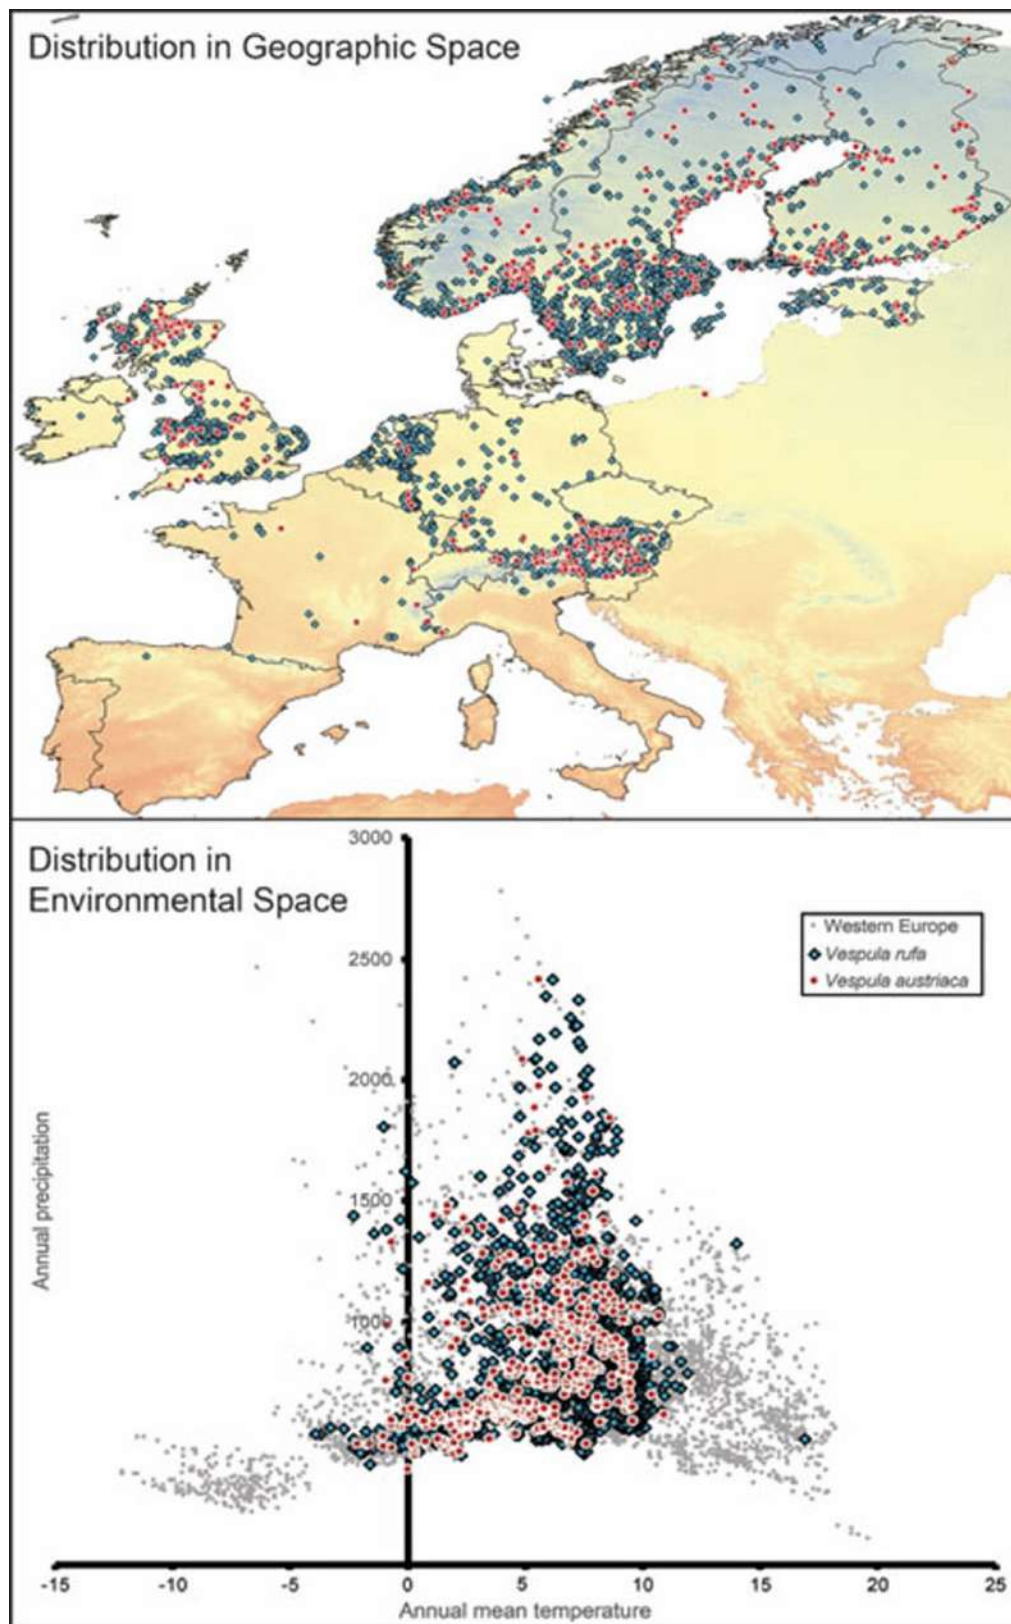 Distribution in Geographic Space
Distribution in
Environmental Space
3000
2500
2000
1500
1000
Western Europe
Vespula rufa
Vespula austriaca
Annual precipitation
-15 -10 -5 0 5 10 15 20 25
Annual mean temperature